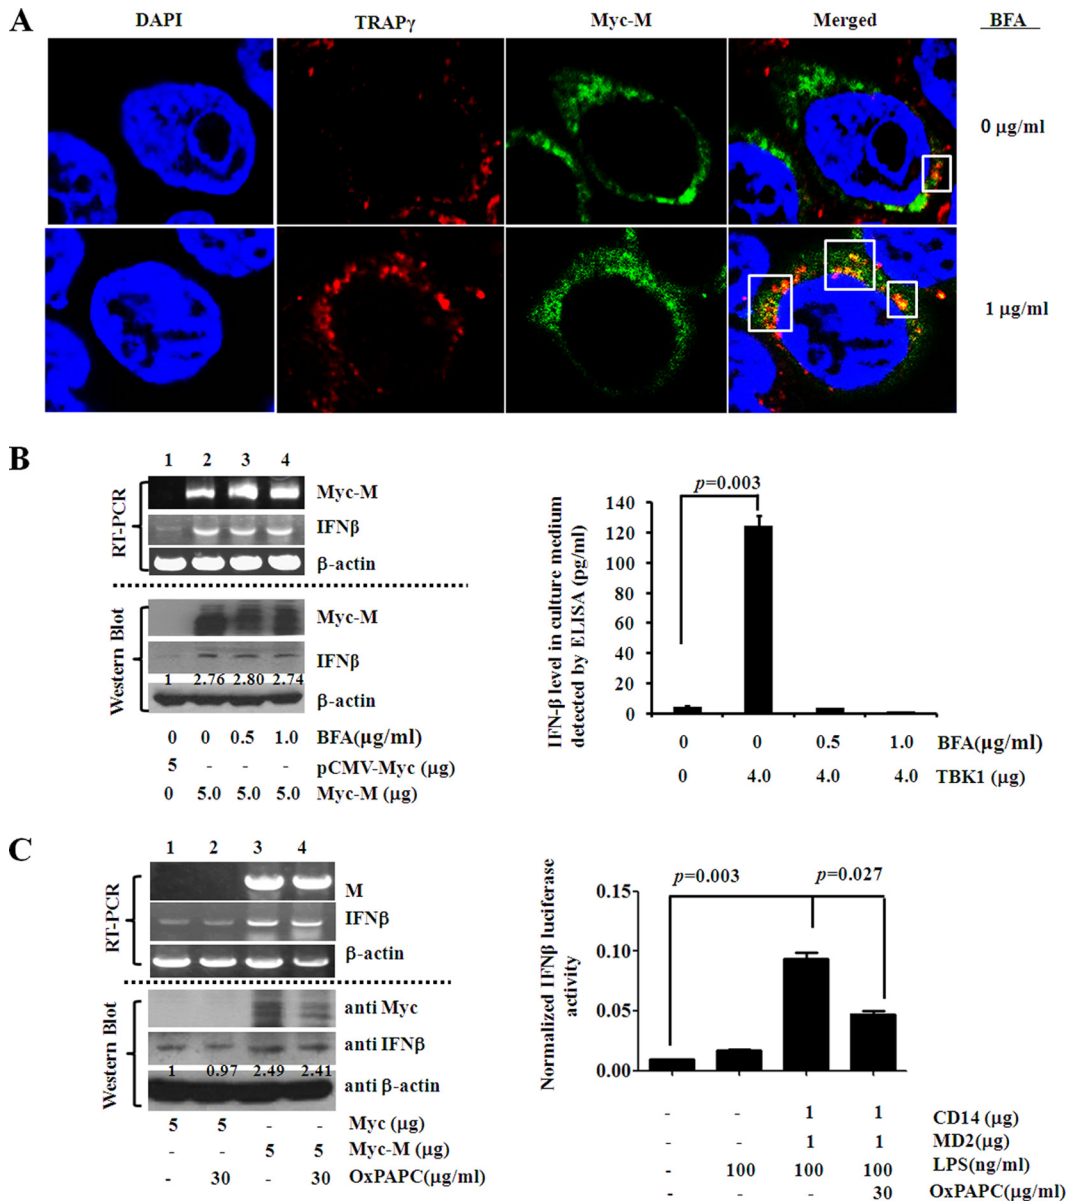 A
DAPI TRAPγ Myc-M Merged BFA
0 μg/ml
1 μg/ml
B
1 2 3 4
RT-PCR
Myc-M
IFNβ
β-actin
Western Blot
Myc-M
IFNβ
1 2.76 2.80 2.74
β-actin
0 0 0.5 1.0 BFA(μg/ml)
5 – – – pCMV-Myc (μg)
0 5.0 5.0 5.0 Myc-M (μg)
p=0.003
IFN-β level in culture medium
detected by ELISA (pg/ml)
140
120
100
80
60
40
20
0
0 0 0.5 1.0 BFA(μg/ml)
0 4.0 4.0 4.0 TBK1 (μg)
C
1 2 3 4
RT-PCR
M
IFNβ
β-actin
Western Blot
anti Myc
anti IFNβ
1 0.97 2.49 2.41
anti β-actin
5 5 - - Myc (μg)
- - 5 5 Myc-M (μg)
- 30 - 30 OxPAPC(μg/ml)
p=0.003 p=0.027
Normalized IFNβ luciferase
activity
0.15
0.10
0.05
0.00
- - 1 1 CD14 (μg)
- - 1 1 MD2(μg)
- 100 100 100 LPS(ng/ml)
- - - 30 OxPAPC(μg/ml)